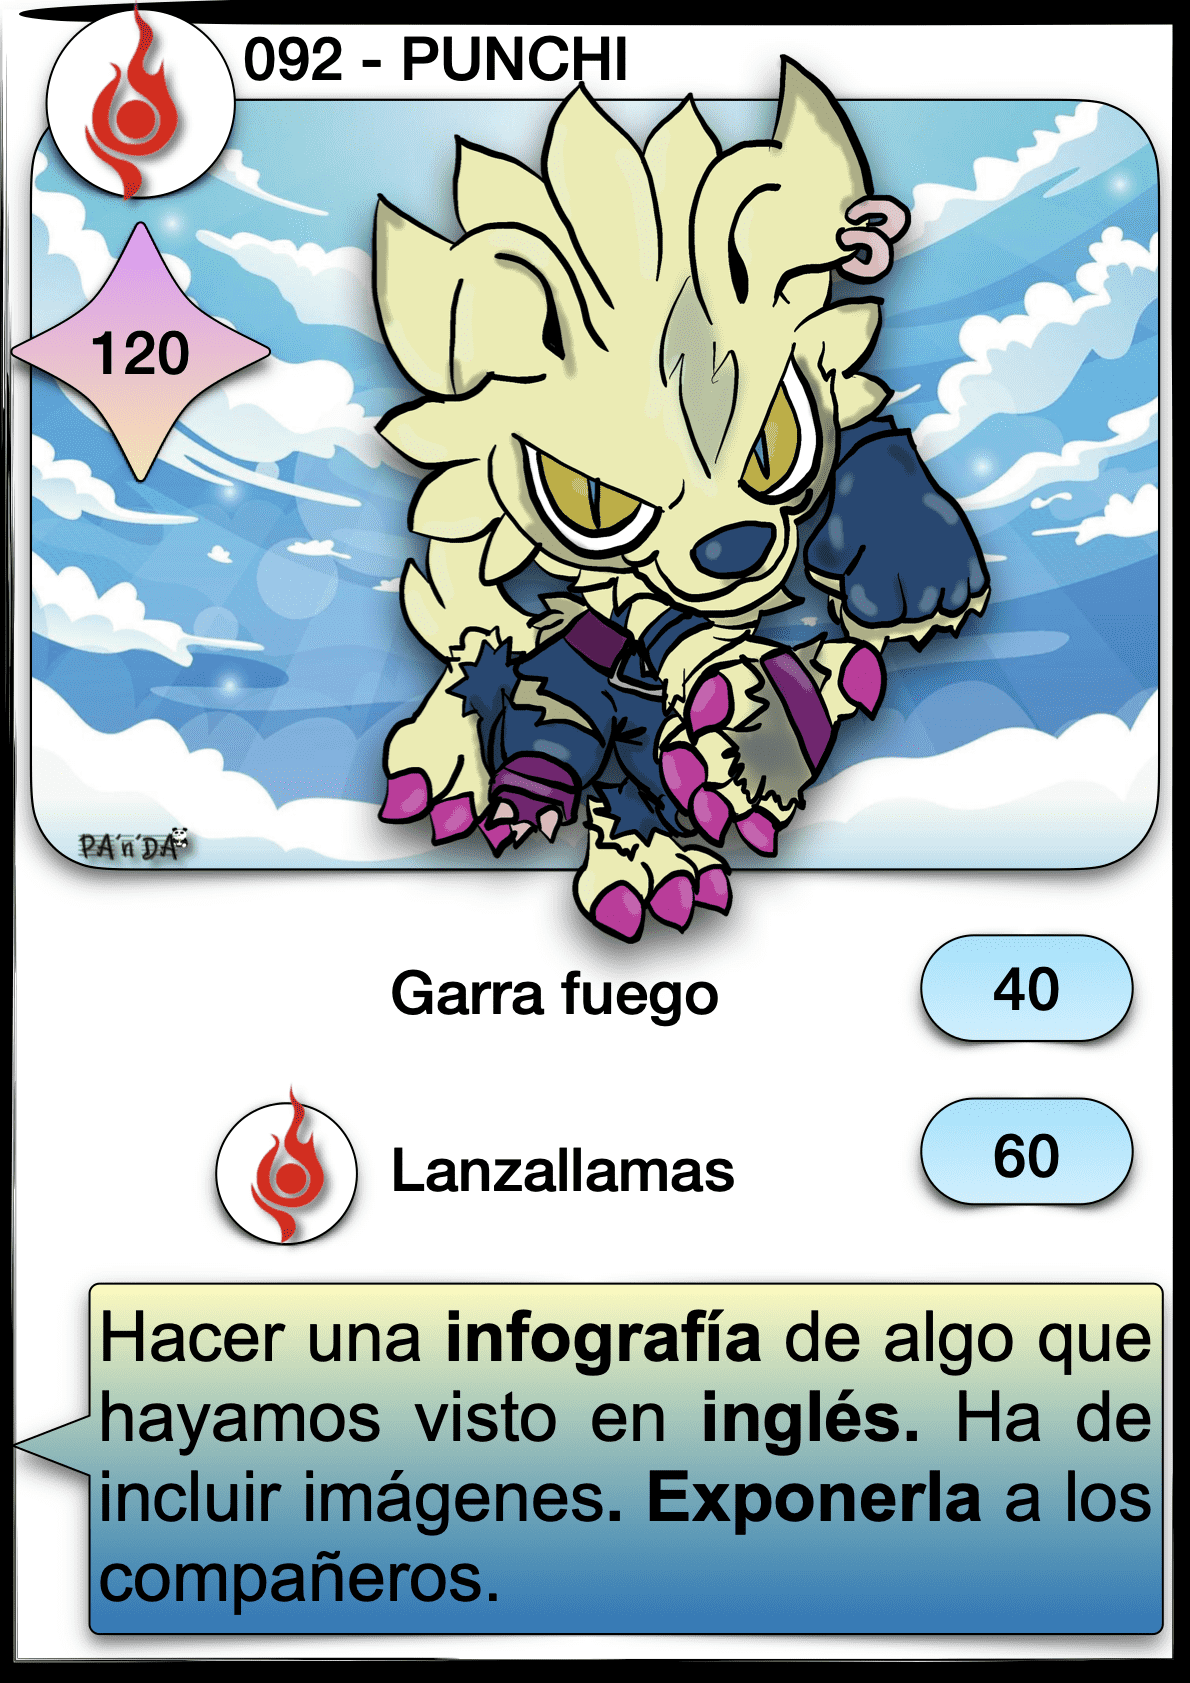 092 - PUNCHI
120
PA'n'DA
Garra fuego
40
Lanzallamas
60
Hacer una infografía de algo que
hayamos visto en inglés. Ha de
incluir imágenes. Exponerla a los
compañeros.